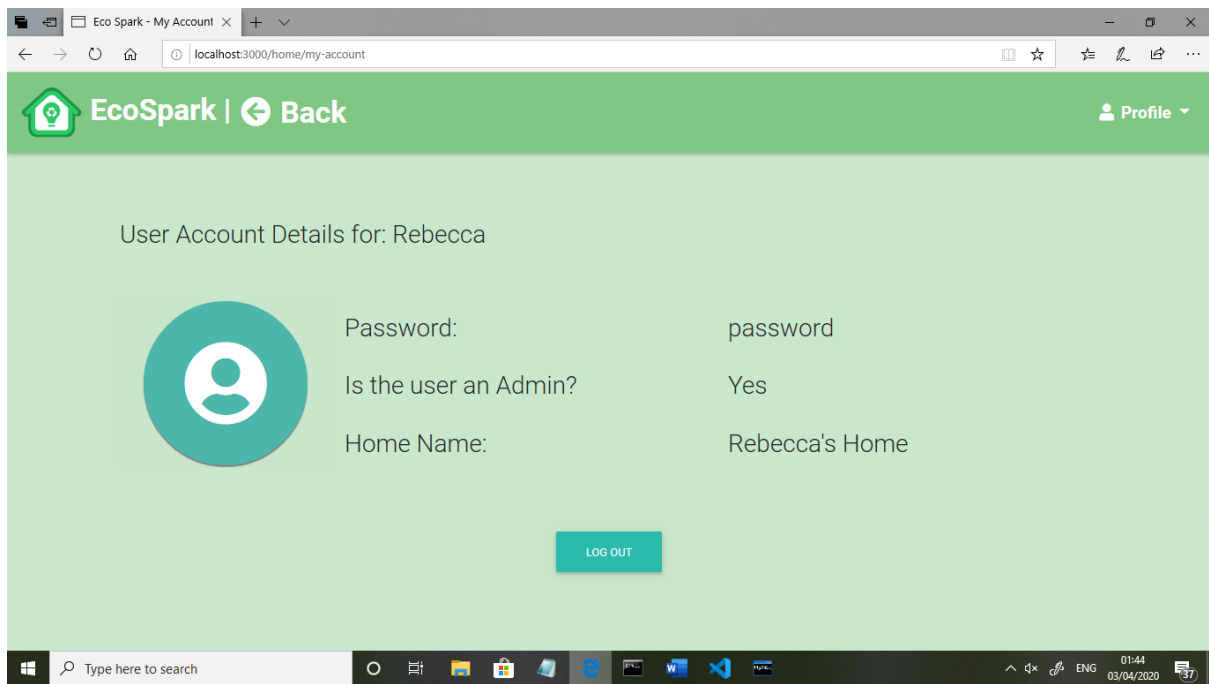 Eco Spark - My Account
localhost:3000/home/my-account
EcoSpark | Back
Profile
User Account Details for: Rebecca
Password: password
Is the user an Admin? Yes
Home Name: Rebecca's Home
LOG OUT
Type here to search
W
ENG
01:44
03/04/2020
37